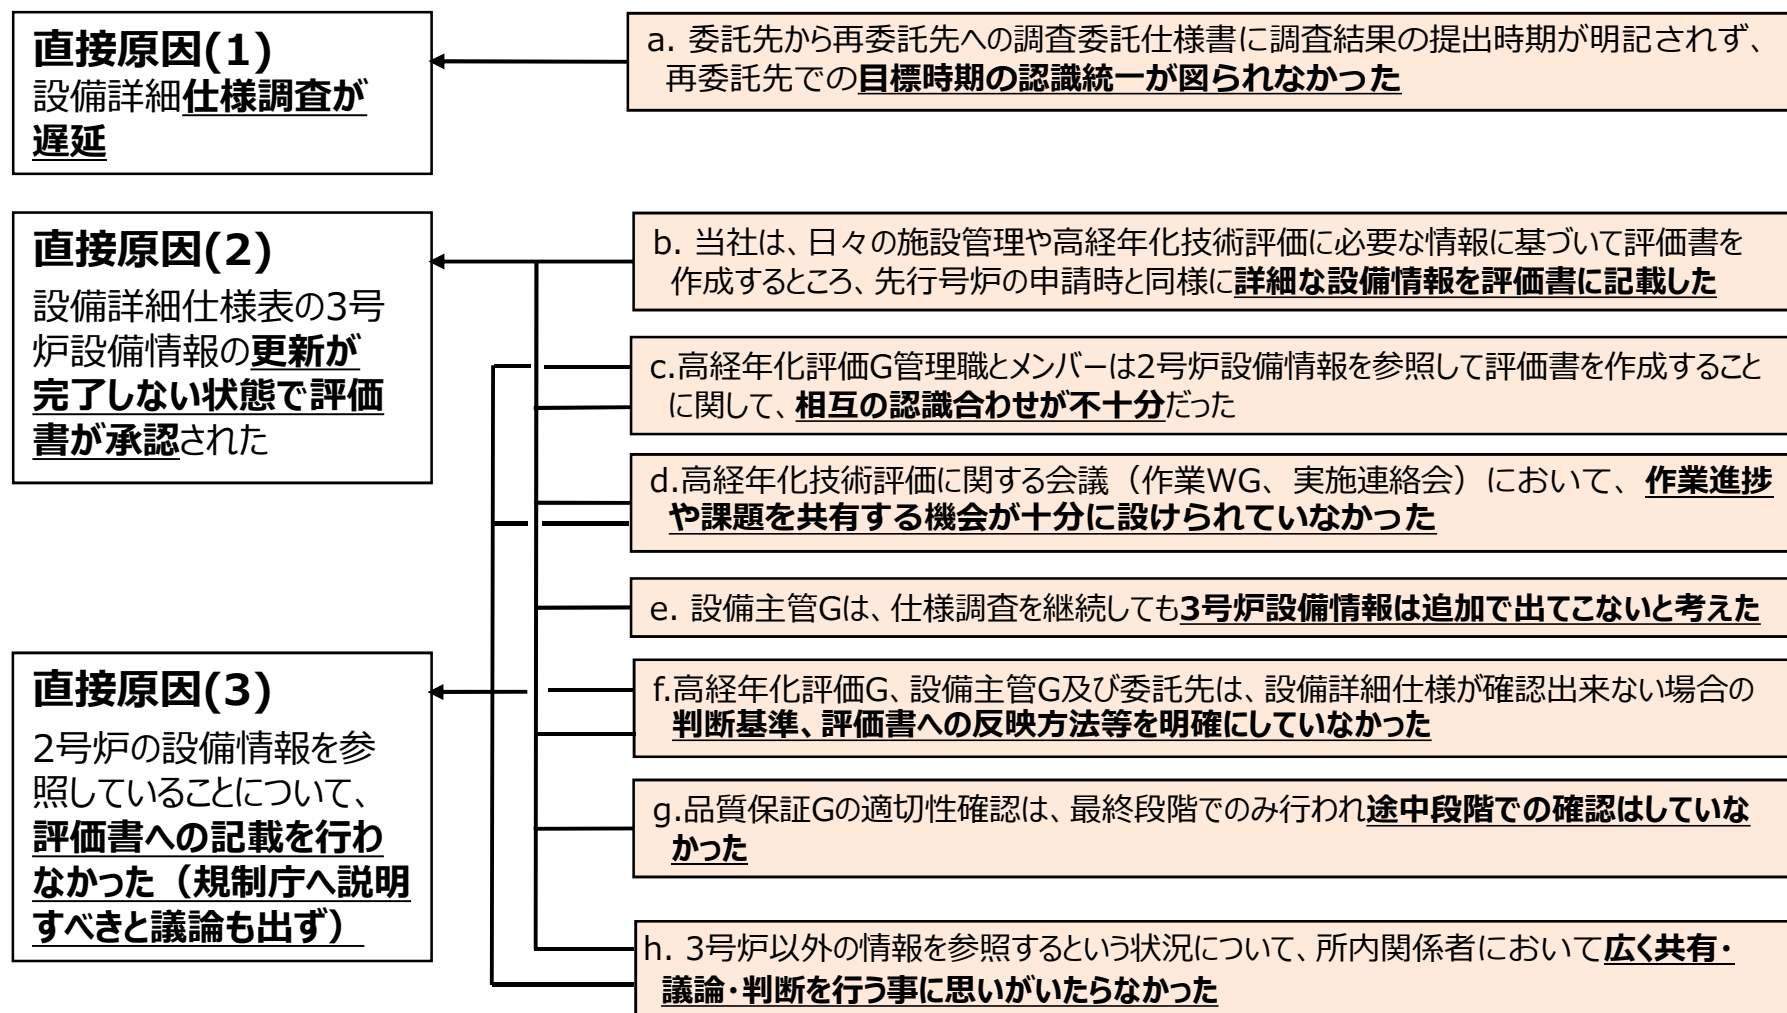 直接原因(1)
設備詳細仕様調査が
遅延
a. 委託先から再委託先への調査委託仕様書に調査結果の提出時期が明記されず、
再委託先での目標時期の認識統一が図られなかった
直接原因(2)
設備詳細仕様表の3号
炉設備情報の更新が
完了しない状態で評価
書が承認された
b. 当社は、日々の施設管理や高経年化技術評価に必要な情報に基づいて評価書を
作成するところ、先行号炉の申請時と同様に詳細な設備情報を評価書に記載した
c.高経年化評価G管理職とメンバーは2号炉設備情報を参照して評価書を作成すること
に関して、相互の認識合わせが不十分だった
d.高経年化技術評価に関する会議（作業WG、実施連絡会）において、作業進捗
や課題を共有する機会が十分に設けられていなかった
e. 設備主管Gは、仕様調査を継続しても3号炉設備情報は追加で出てこないと考えた
直接原因(3)
2号炉の設備情報を参
照していることについて、
評価書への記載を行わ
なかった（規制庁へ説明
すべきと議論も出ず）
f.高経年化評価G、設備主管G及び委託先は、設備詳細仕様が確認出来ない場合の
判断基準、評価書への反映方法等を明確にしていなかった
g.品質保証Gの適切性確認は、最終段階でのみ行われ途中段階での確認はしていな
かった
h. 3号炉以外の情報を参照するという状況について、所内関係者において広く共有・
議論・判断を行う事に思いがいたらなかった